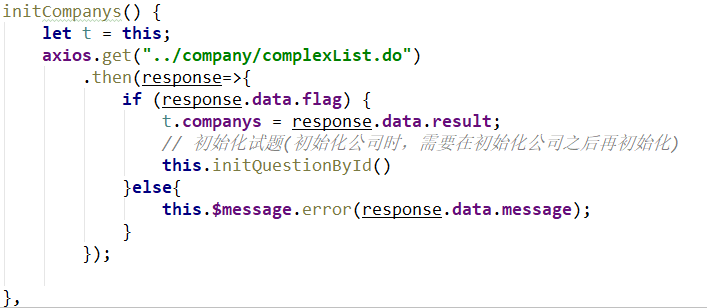 initCompanys() {
    let t = this;
    axios.get("../company/complexList.do")
        .then(response=>{
            if (response.data.flag) {
                t.companys = response.data.result;
                // 初始化试题(初始化公司时，需要在初始化公司之后再初始化)
                this.initQuestionById()
            }else{
                this.$message.error(response.data.message);
            }
        });
},